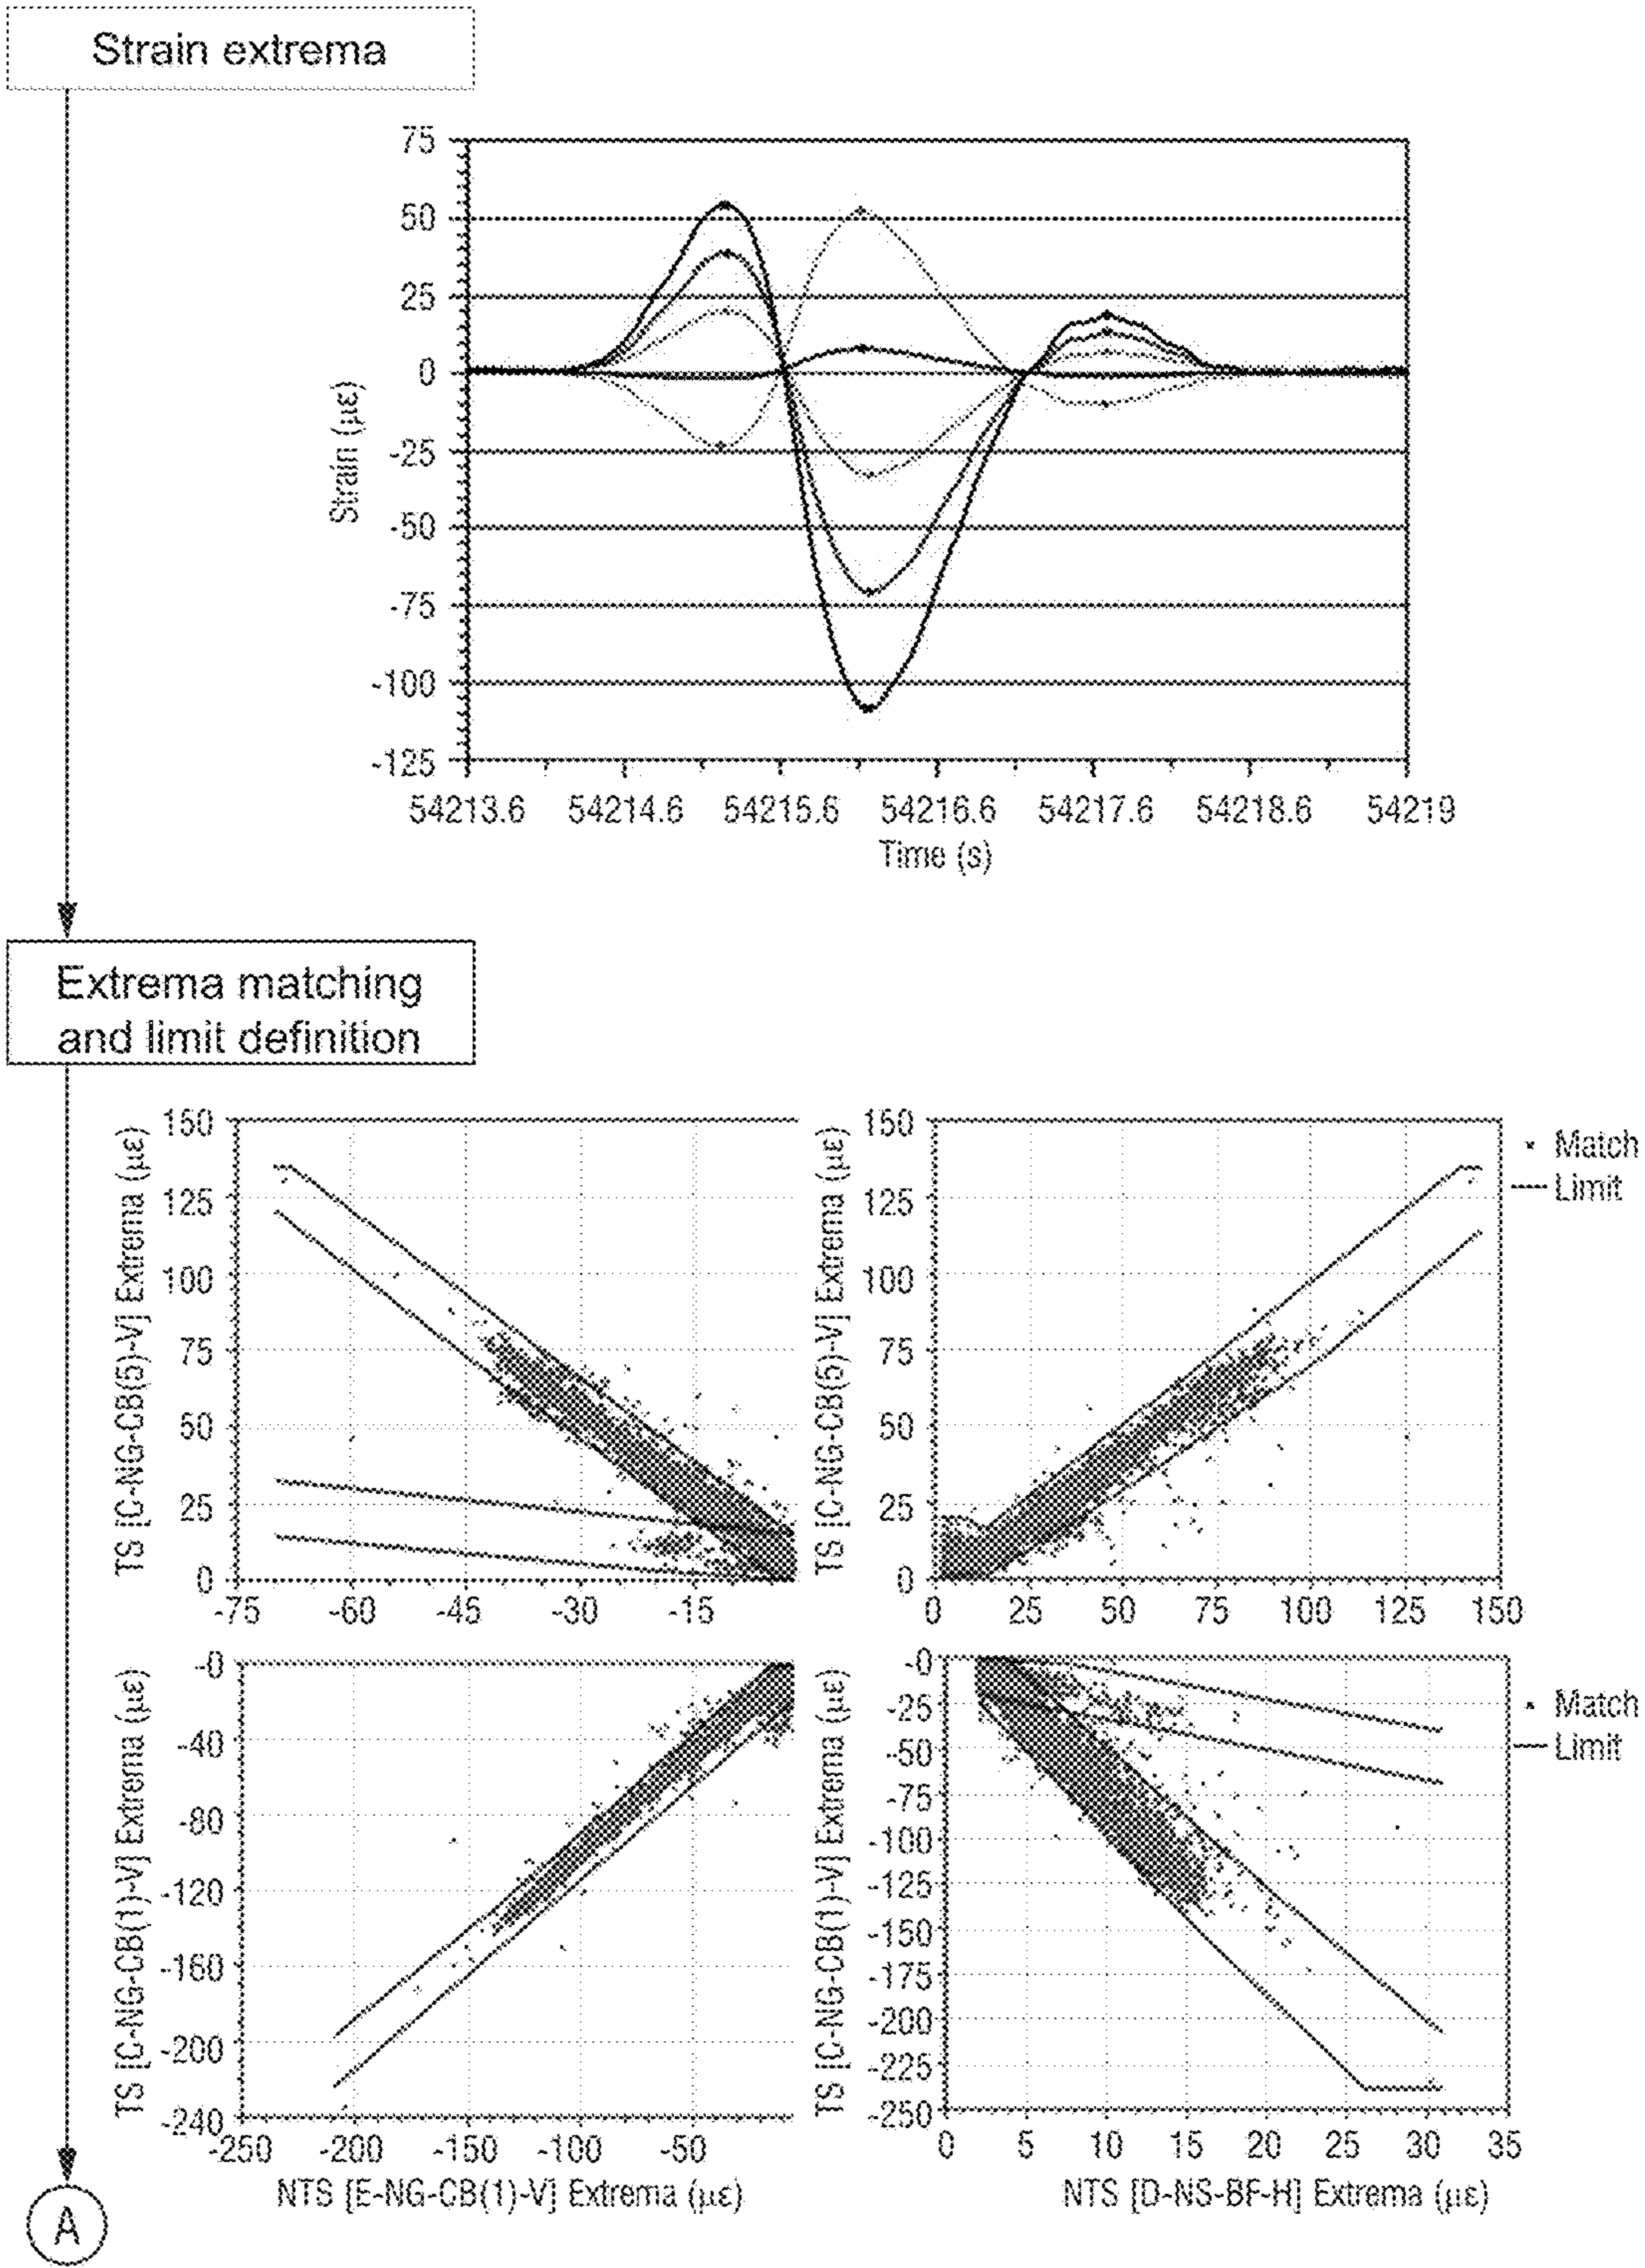 Strain extrema
75
50
25
0
-25
-50
-75
-100
-125
Strain (με)
54213.6 54214.6 54215.6 54216.6 54217.6 54218.6 54219
Time (s)
Extrema matching
and limit definition
TS [C-NG-CB(5)-V] Extrema (με)
150
125
100
75
50
25
0
-75 -60 -45 -30 -15
TS [C-NG-CB(5)-V] Extrema (με)
150
125
100
75
50
25
0
0 25 50 75 100 125 150
Match
Limit
TS [C-NG-CB(1)-V] Extrema (με)
-0
-40
-80
-120
-160
-200
-240
-250 -200 -150 -100 -50
NTS [E-NG-CB(1)-V] Extrema (με)
TS [C-NG-CB(1)-V] Extrema (με)
-0
-25
-50
-75
-100
-125
-150
-175
-200
-225
-250
0 5 10 15 20 25 30 35
NTS [D-NS-BF-H] Extrema (με)
Match
Limit
A